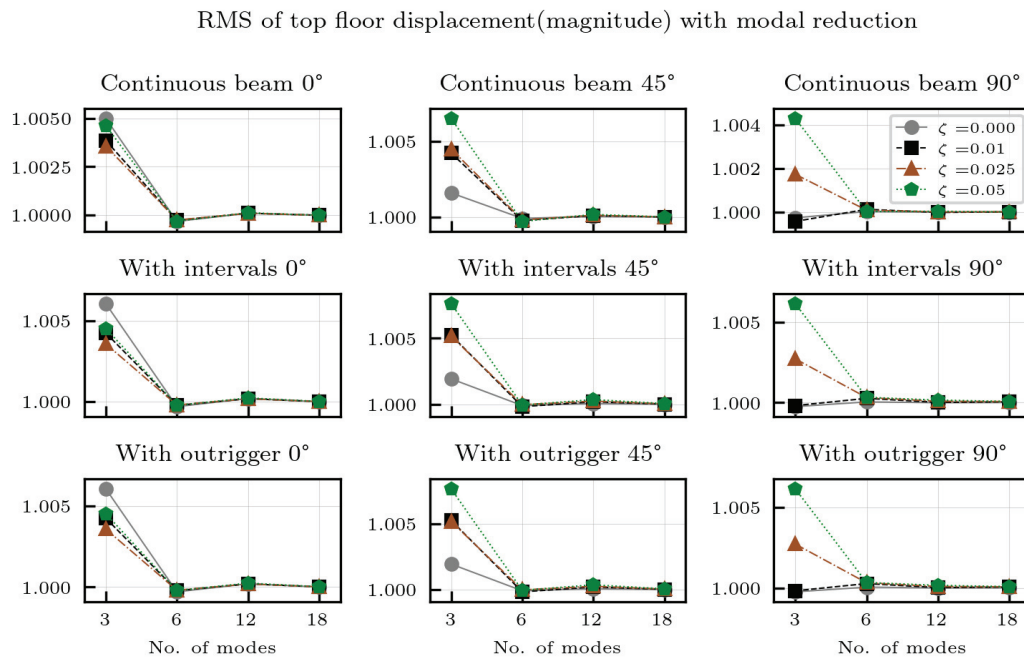 RMS of top floor displacement(magnitude) with modal reduction
Continuous beam 0°
1.0050
1.0025
1.0000
Continuous beam 45°
1.005
1.000
Continuous beam 90°
1.004
1.002
1.000
ζ =0.000
ζ =0.01
ζ =0.025
ζ =0.05
With intervals 0°
1.005
1.000
With intervals 45°
1.005
1.000
With intervals 90°
1.005
1.000
With outrigger 0°
1.005
1.000
3 6 12 18
No. of modes
With outrigger 45°
1.005
1.000
3 6 12 18
No. of modes
With outrigger 90°
1.005
1.000
3 6 12 18
No. of modes